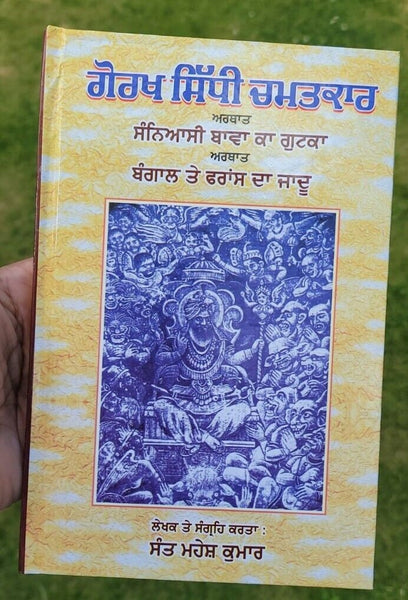 ਗੋਰਖ ਸਿੱਧੀ ਚਮਤਕਾਰ
ਅਰਥਾਤ
ਸੰਨਿਆਸੀ ਬਾਵਾ ਕਾ ਗੁਟਕਾ
ਅਰਥਾਤ
ਬੰਗਾਲ ਤੇ ਫਰਾਂਸ ਦਾ ਜਾਦੂ
ਲੇਖਕ ਤੇ ਸੰਗ੍ਰਹਿ ਕਰਤਾ :
ਸੰਤ ਮਹੇਸ਼ ਕੁਮਾਰ